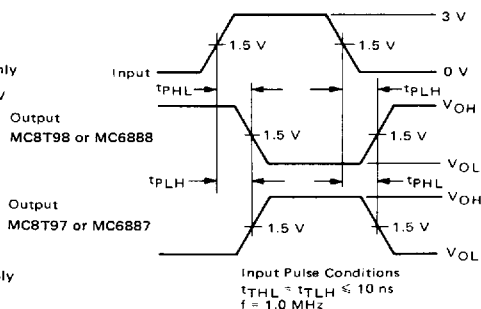 3 V
nly
Input
1.5 V
1.5 V
0 V
V
tPHL
tPLH
VOH
Output
MC8T98 or MC6888
1.5 V
1.5 V
VOL
tPLH
tPHL
VOH
Output
MC8T97 or MC6887
1.5 V
1.5 V
VOL
Input Pulse Conditions
tTHL = tTLH ≤ 10 ns
f = 1.0 MHz